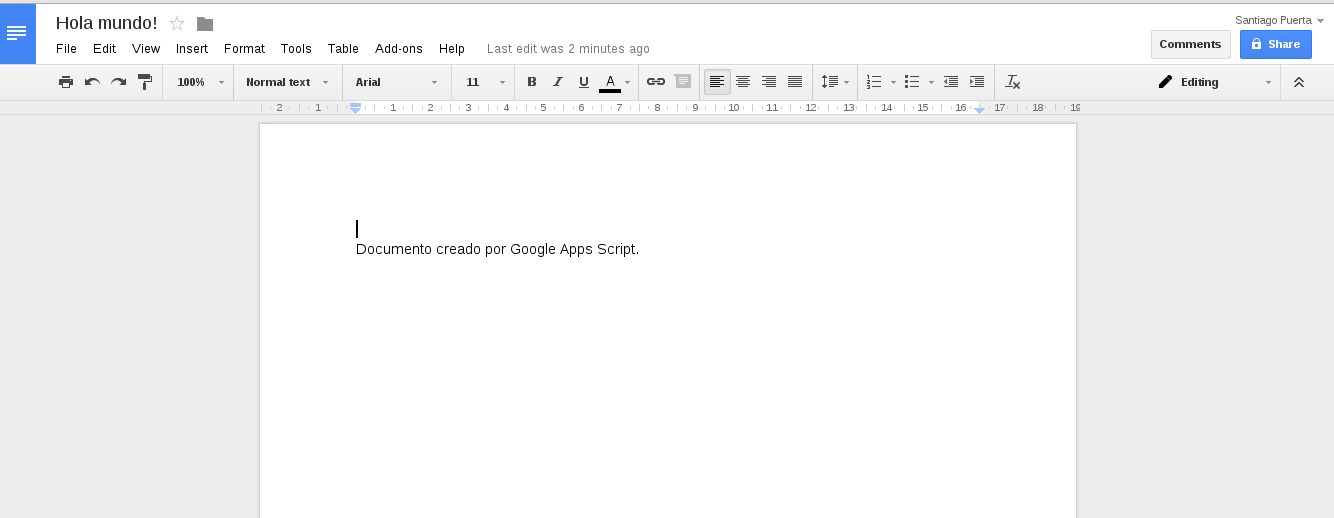 Hola mundo!
Santiago Puerta
File Edit View Insert Format Tools Table Add-ons Help Last edit was 2 minutes ago
Comments Share
100% Normal text Arial 11 B I U A Editing
2 1 1 2 3 4 5 6 7 8 9 10 11 12 13 14 15 16 17 18 19
Documento creado por Google Apps Script.